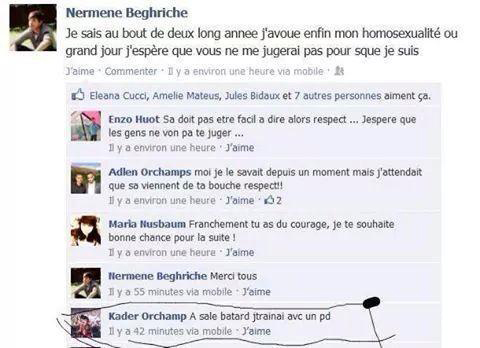 Nermene Beghriche
Je sais au bout de deux long annee j'avoue enfin mon homosexualité ou
grand jour j'espère que vous ne me jugerai pas pour sque je suis
J'aime · Commenter · Il y a environ une heure via mobile ·
Eleana Cucci, Amelie Mateus, Jules Bidaux et 7 autres personnes aiment ça.
Enzo Huot Sa doit pas etre facil a dire alors respect ... Jespere que
les gens ne von pa te juger ...
Il y a environ une heure · J'aime
Adlen Orchamps moi je le savait depuis un moment mais j'attendait
que sa viennent de ta bouche respect!!
Il y a environ une heure · J'aime · 2
Maria Nusbaum Franchement tu as du courage, je te souhaite
bonne chance pour la suite !
Il y a environ une heure · J'aime
Nermene Beghriche Merci tous
Il y a 55 minutes via mobile · J'aime
Kader Orchamp A sale batard jtrainai avc un pd
Il y a 42 minutes via mobile · J'aime